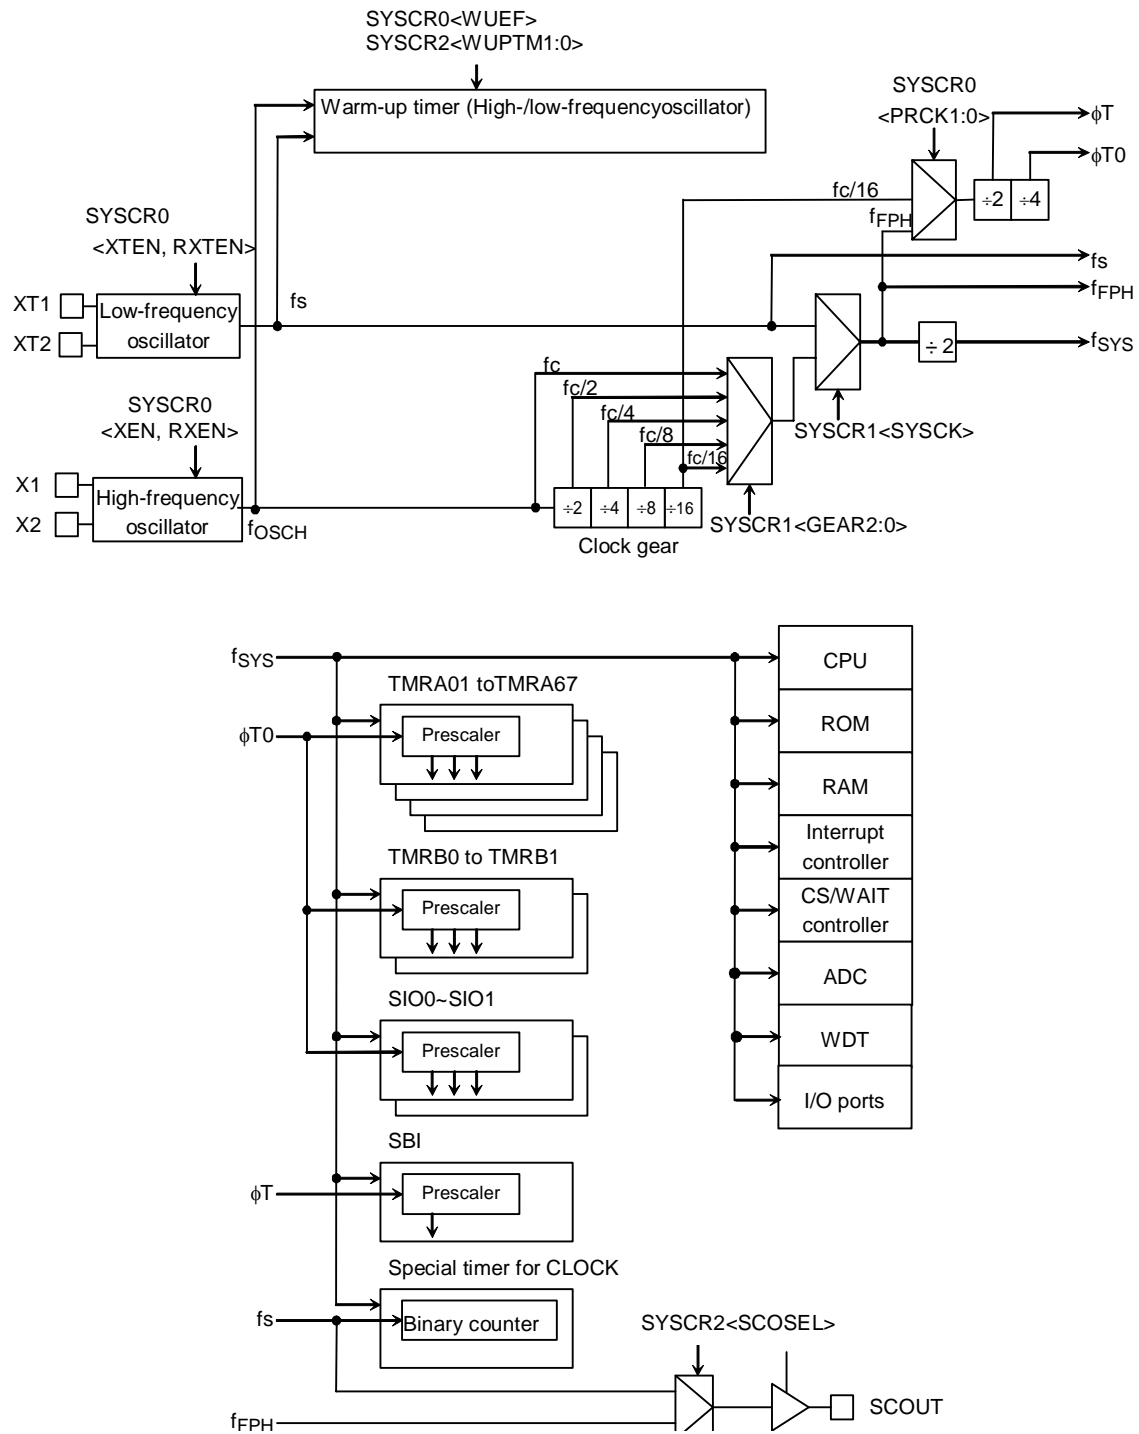 SYSCR0<WUEF>
SYSCR2<WUPTM1:0>
Warm-up timer (High-/low-frequencyoscillator)
SYSCR0
<PRCK1:0>
ϕT
ϕT0
fc/16
fFPH
÷2
÷4
SYSCR0
<XTEN, RXTEN>
XT1
XT2
Low-frequency
oscillator
fs
fs
fFPH
fSYS
÷ 2
SYSCR1<SYSCK>
SYSCR0
<XEN, RXEN>
X1
X2
High-frequency
oscillator
fOSCH
fc
fc/2
fc/4
fc/8
fc/16
÷2
÷4
÷8
÷16
Clock gear
SYSCR1<GEAR2:0>
fSYS
TMRA01 toTMRA67
ϕT0
Prescaler
TMRB0 to TMRB1
Prescaler
SIO0~SIO1
Prescaler
SBI
ϕT
Prescaler
Special timer for CLOCK
fs
Binary counter
CPU
ROM
RAM
Interrupt
controller
CS/WAIT
controller
ADC
WDT
I/O ports
SYSCR2<SCOSEL>
SCOUT
fFPH